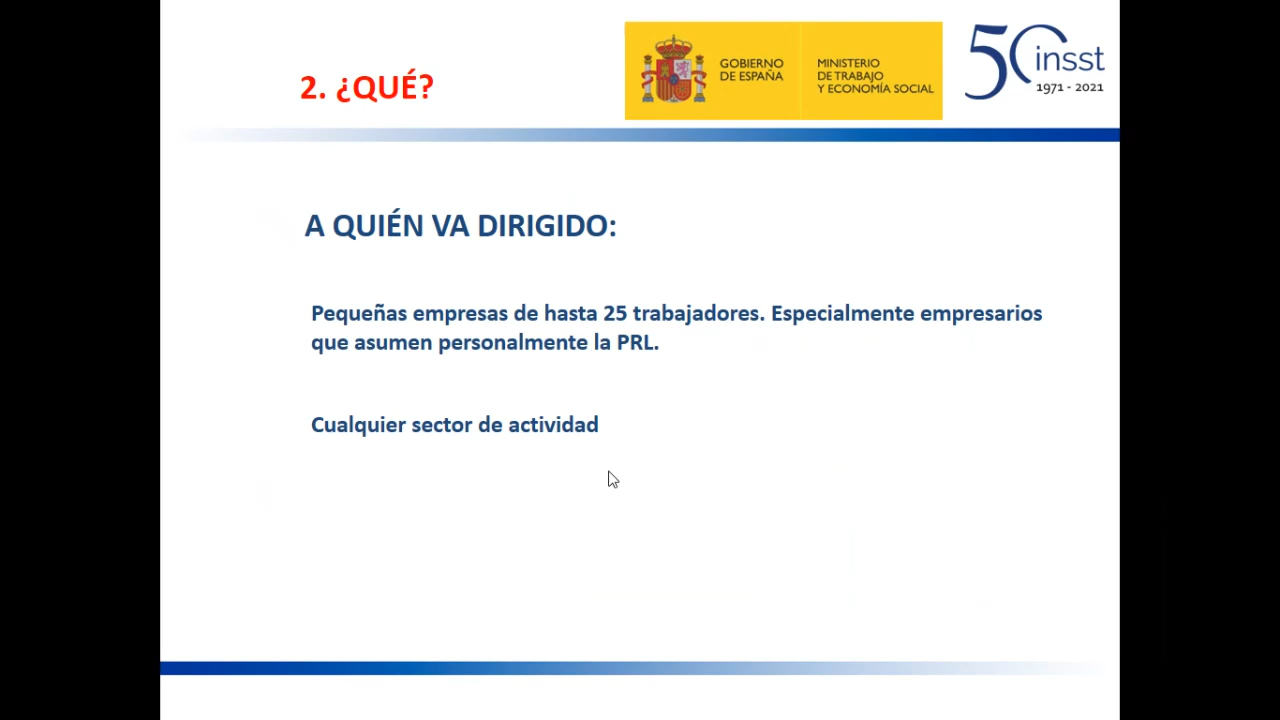 2. ¿QUÉ?
GOBIERNO
DE ESPAÑA
MINISTERIO
DE TRABAJO
Y ECONOMÍA SOCIAL
50 insst
1971 - 2021
A QUIÉN VA DIRIGIDO:
Pequeñas empresas de hasta 25 trabajadores. Especialmente empresarios
que asumen personalmente la PRL.
Cualquier sector de actividad